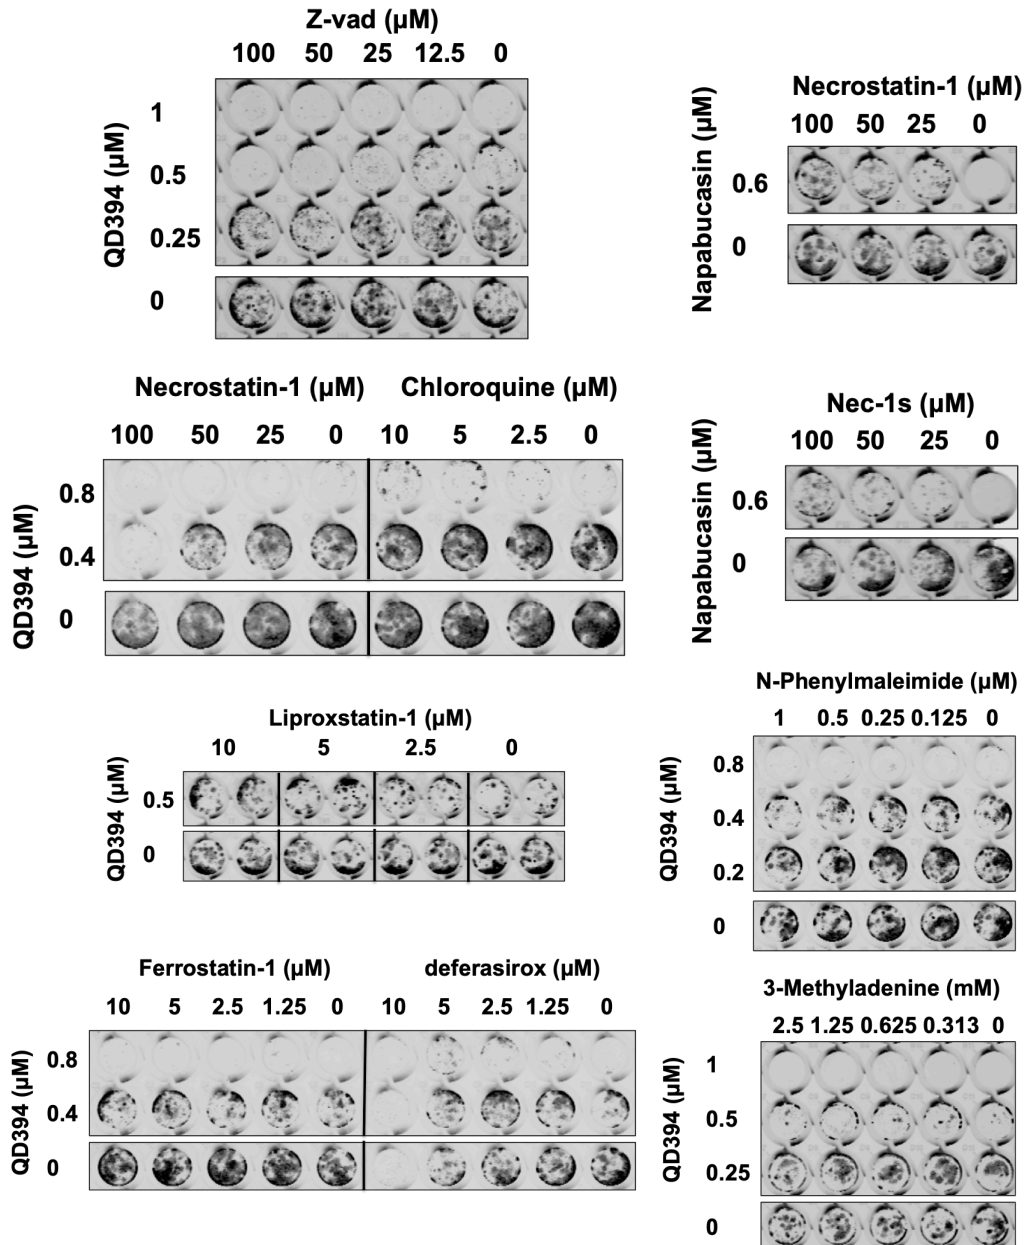 Z-vad (µM)
100 50 25 12.5 0
QD394 (µM)
1
0.5
0.25
0
Necrostatin-1 (µM)
100 50 25 0
Napabucasin (µM)
0.6
0
Necrostatin-1 (µM) Chloroquine (µM)
100 50 25 0 10 5 2.5 0
QD394 (µM)
0.8
0.4
0
Nec-1s (µM)
100 50 25 0
Napabucasin (µM)
0.6
0
Liproxstatin-1 (µM)
10 5 2.5 0
QD394 (µM)
0.5
0
N-Phenylmaleimide (µM)
1 0.5 0.25 0.125 0
QD394 (µM)
0.8
0.4
0.2
0
Ferrostatin-1 (µM) deferasirox (µM)
10 5 2.5 1.25 0 10 5 2.5 1.25 0
QD394 (µM)
0.8
0.4
0
3-Methyladenine (mM)
2.5 1.25 0.625 0.313 0
QD394 (µM)
1
0.5
0.25
0